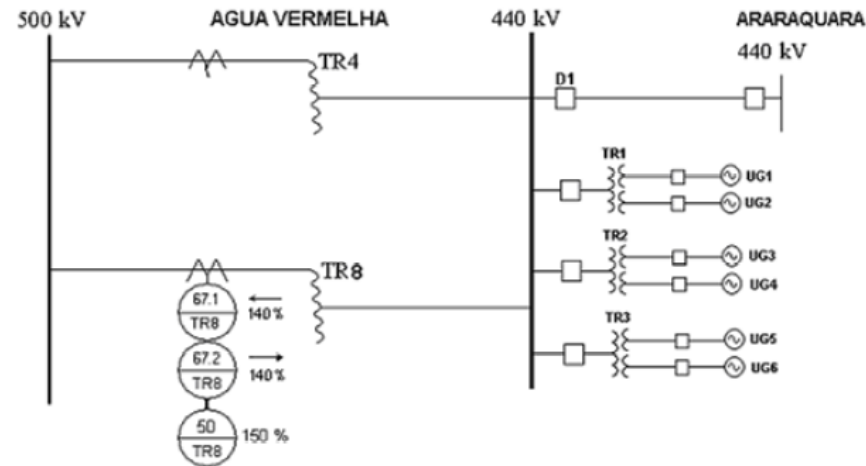 500 kV
AGUA VERMELHA
440 kV
ARARAQUARA
440 kV
TR4
D1
TR1
UG1
UG2
TR2
UG3
UG4
TR8
67.1
TR8
140%
67.2
TR8
140%
50
TR8
150 %
TR3
UG5
UG6